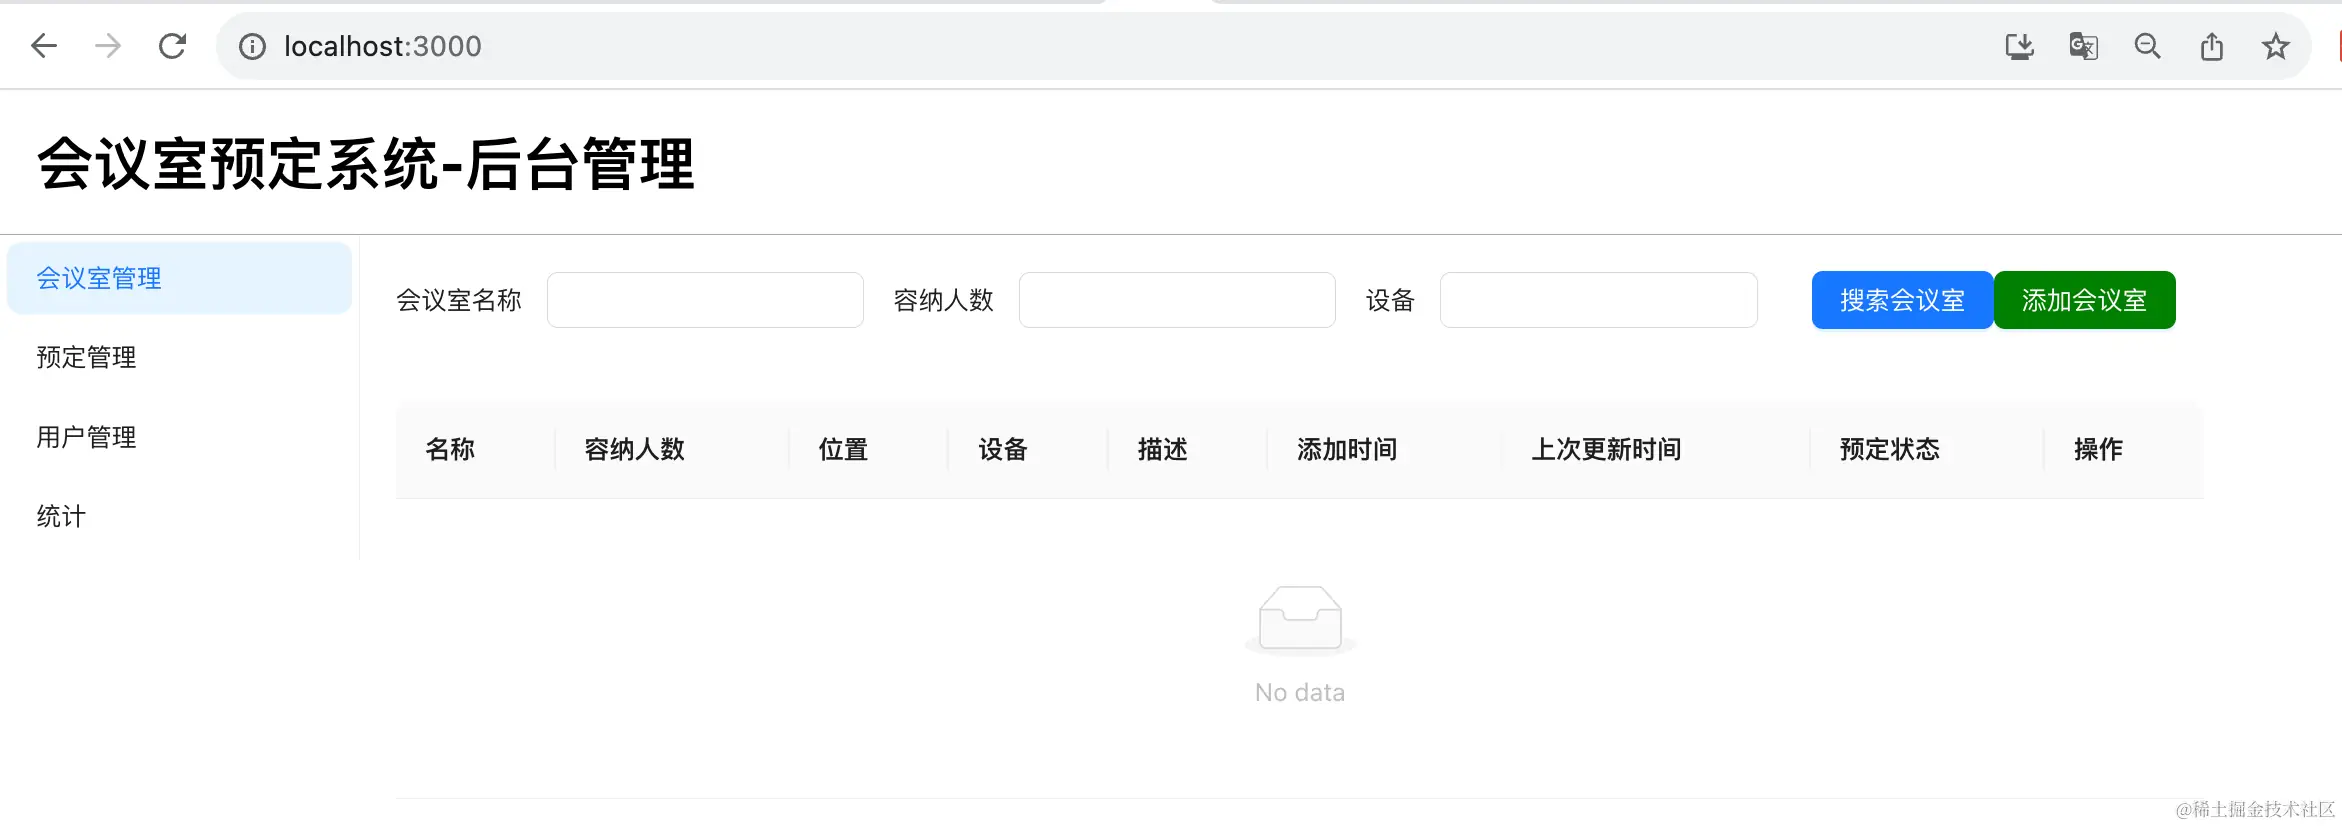 localhost:3000
会议室预定系统-后台管理
会议室管理
预定管理
用户管理
统计
会议室名称 容纳人数 设备 搜索会议室 添加会议室
名称 容纳人数 位置 设备 描述 添加时间 上次更新时间 预定状态 操作
No data
@稀土掘金技术社区